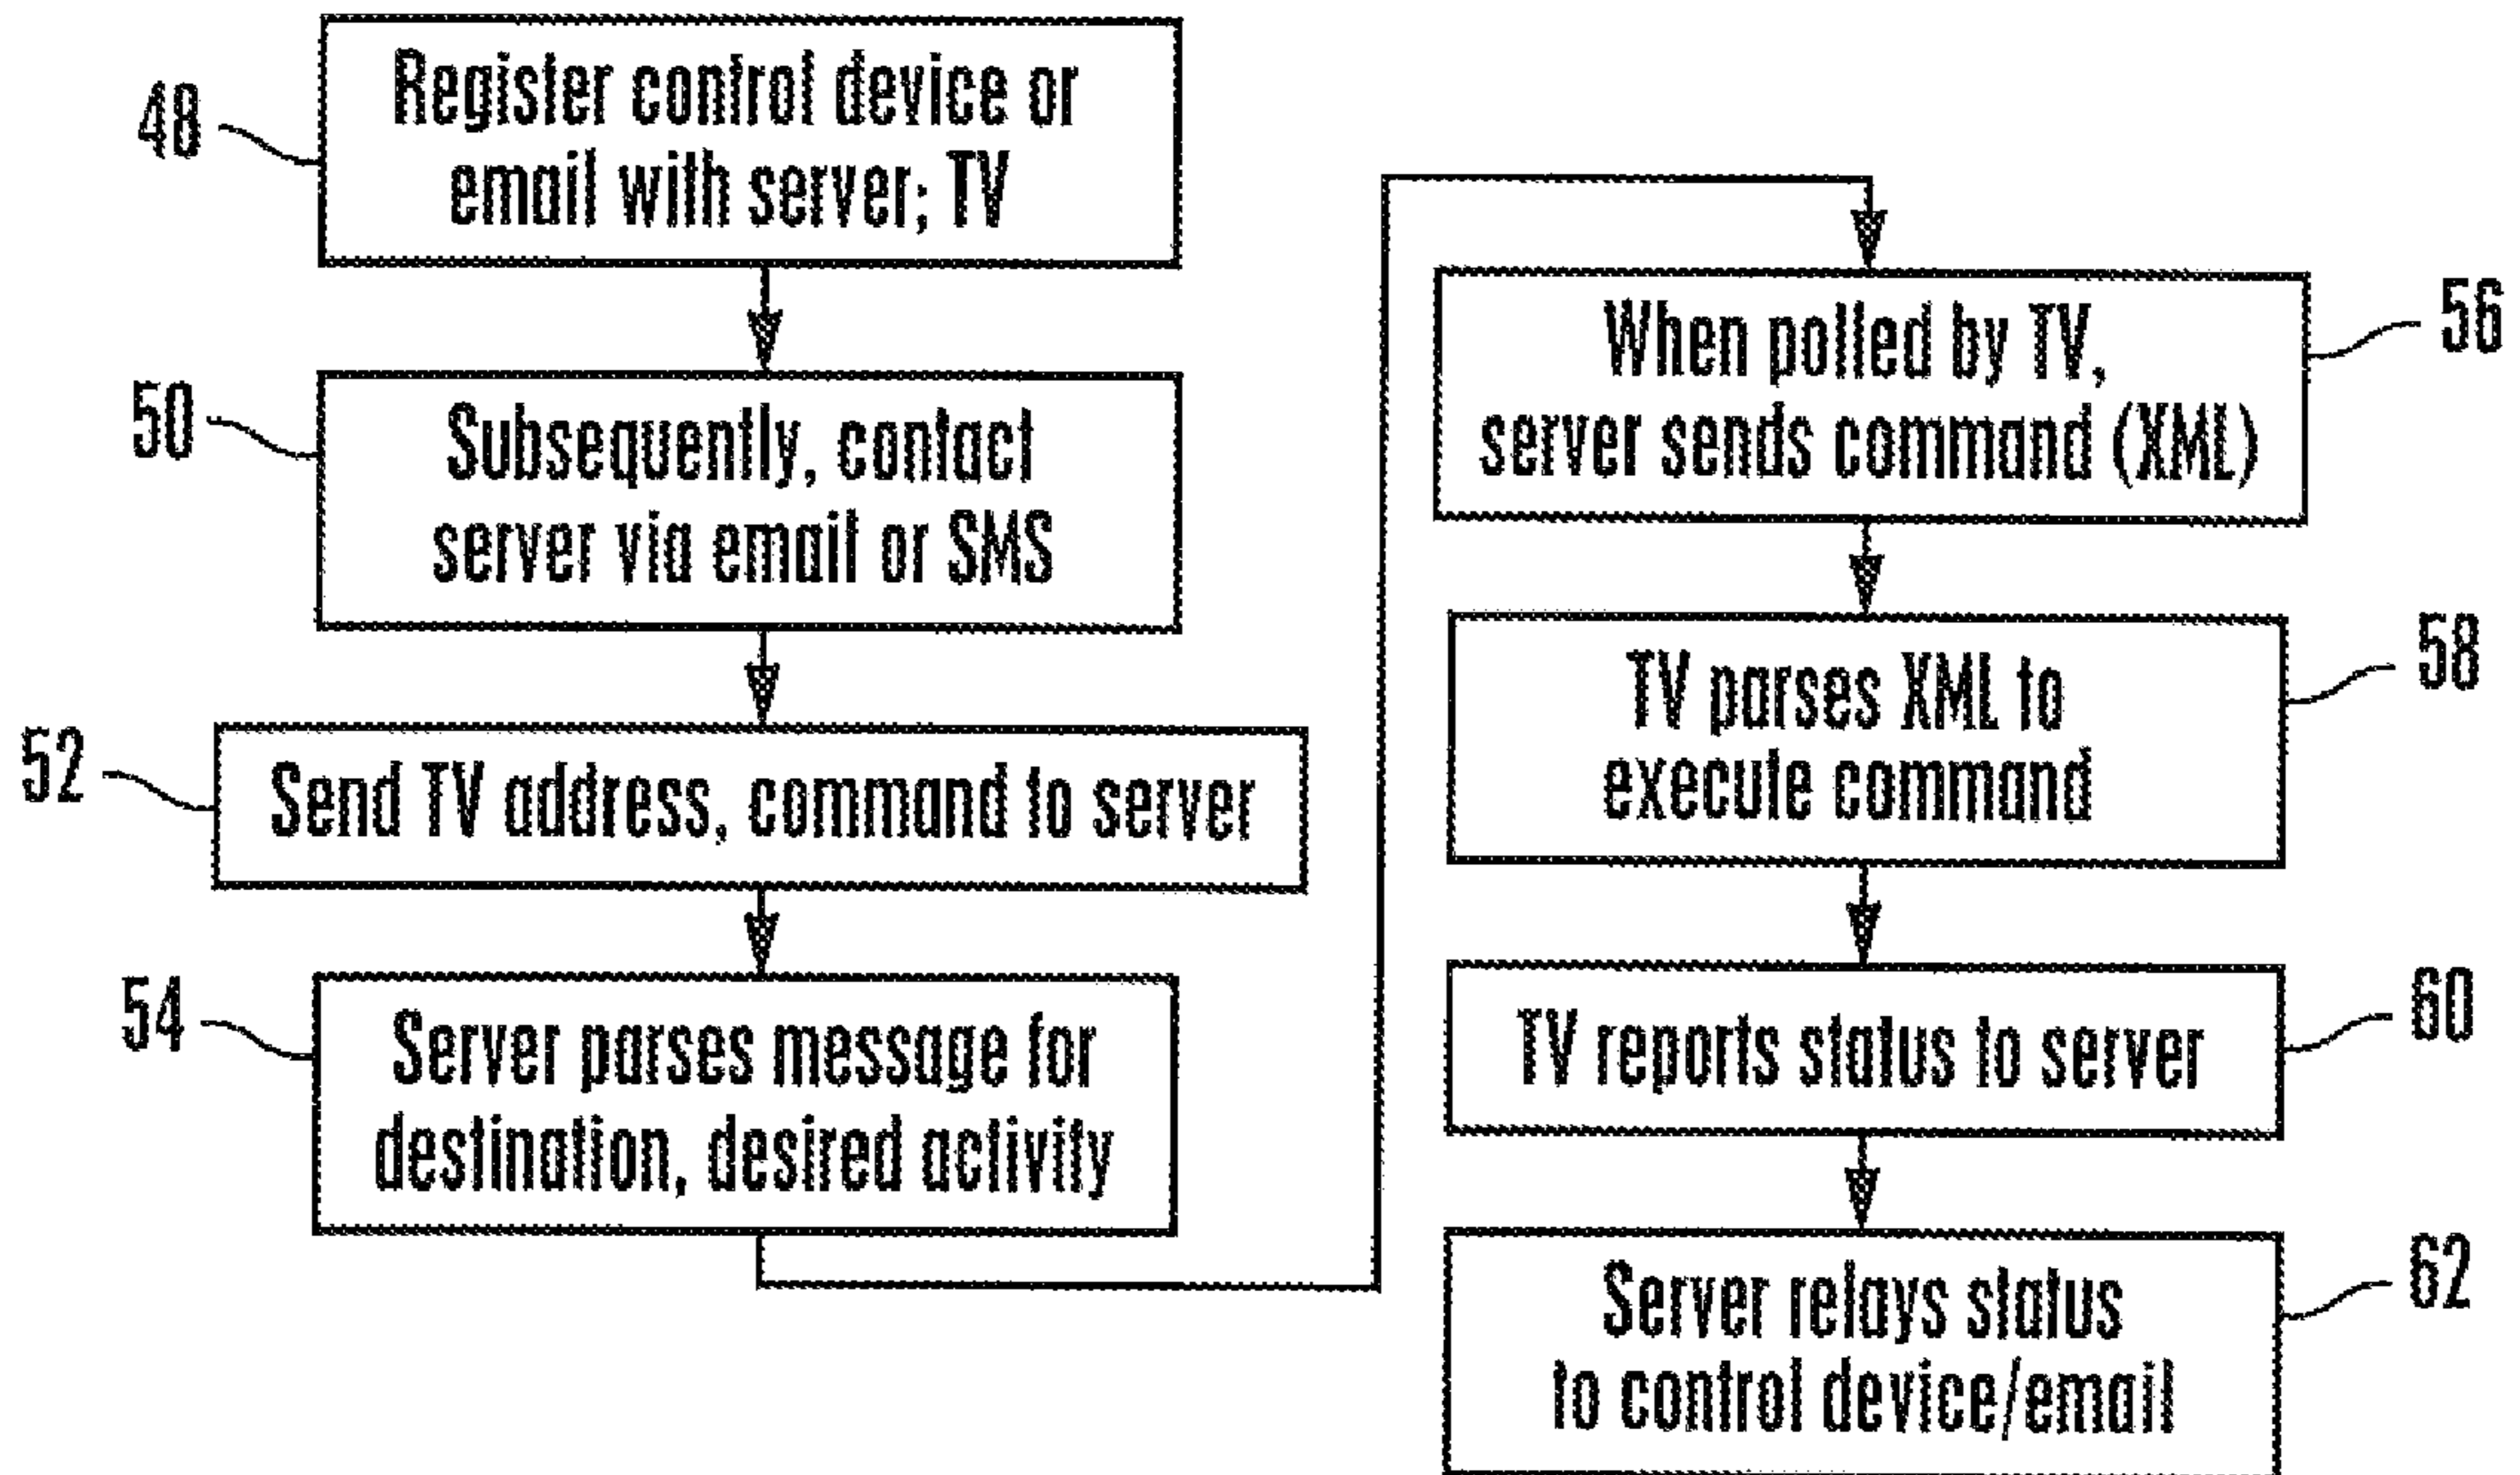 48
Register control device or
email with server; TV
50
Subsequently, contact
server via email or SMS
52
Send TV address, command to server
54
Server parses message for
destination, desired activity
56
When polled by TV,
server sends command (XML)
58
TV parses XML to
execute command
60
TV reports status to server
62
Server relays status
to control device/email